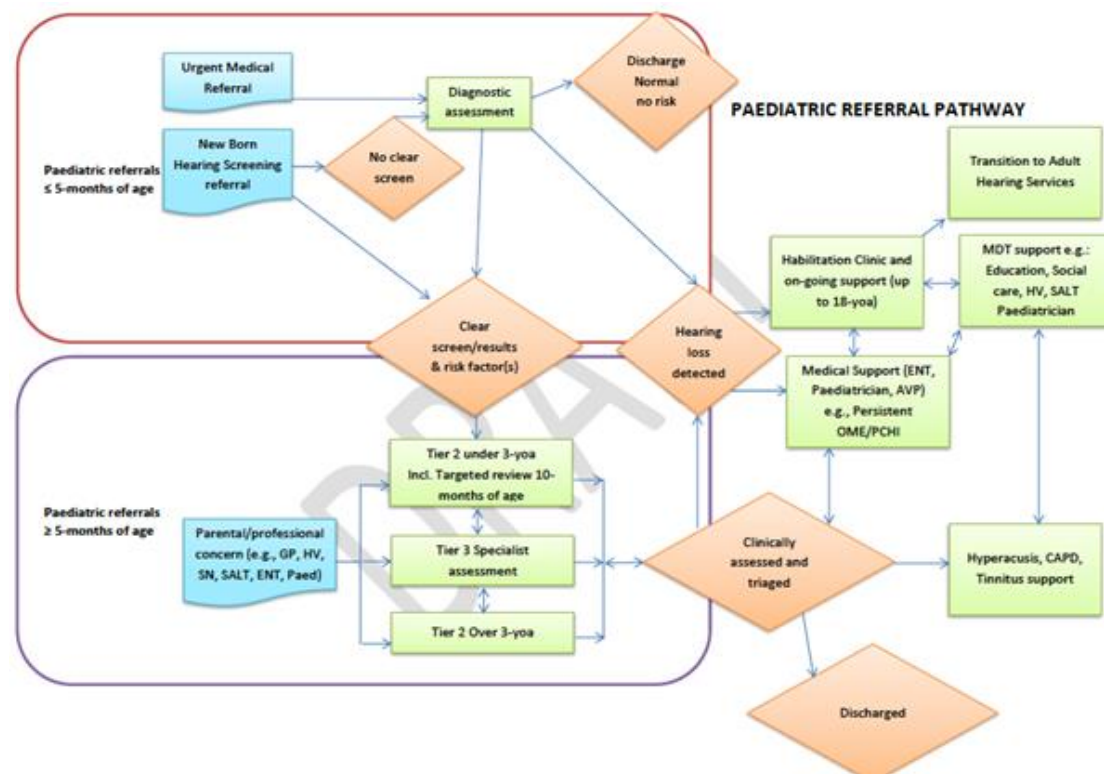 Urgent Medical
Referral
Diagnostic
assessment
Discharge
Normal
no risk
PAEDIATRIC REFERRAL PATHWAY
Paediatric referrals
≤ 5-months of age
New Born
Hearing Screening
referral
No clear
screen
Transition to Adult
Hearing Services
Habilitation Clinic and
on-going support (up
to 18-yoa)
MDT support e.g.:
Education, Social
care, HV, SALT
Paediatrician
Clear
screen/results
& risk factor(s)
Hearing
loss
detected
Medical Support (ENT,
Paediatrician, AVP)
e.g., Persistent
OME/PCHI
Paediatric referrals
≥ 5-months of age
Parental/professional
concern (e.g., GP, HV,
SN, SALT, ENT, Paed)
Tier 2 under 3-yoa
Incl. Targeted review 10-
months of age
Tier 3 Specialist
assessment
Tier 2 Over 3-yoa
Clinically
assessed and
triaged
Hyperacusis, CAPD,
Tinnitus support
Discharged